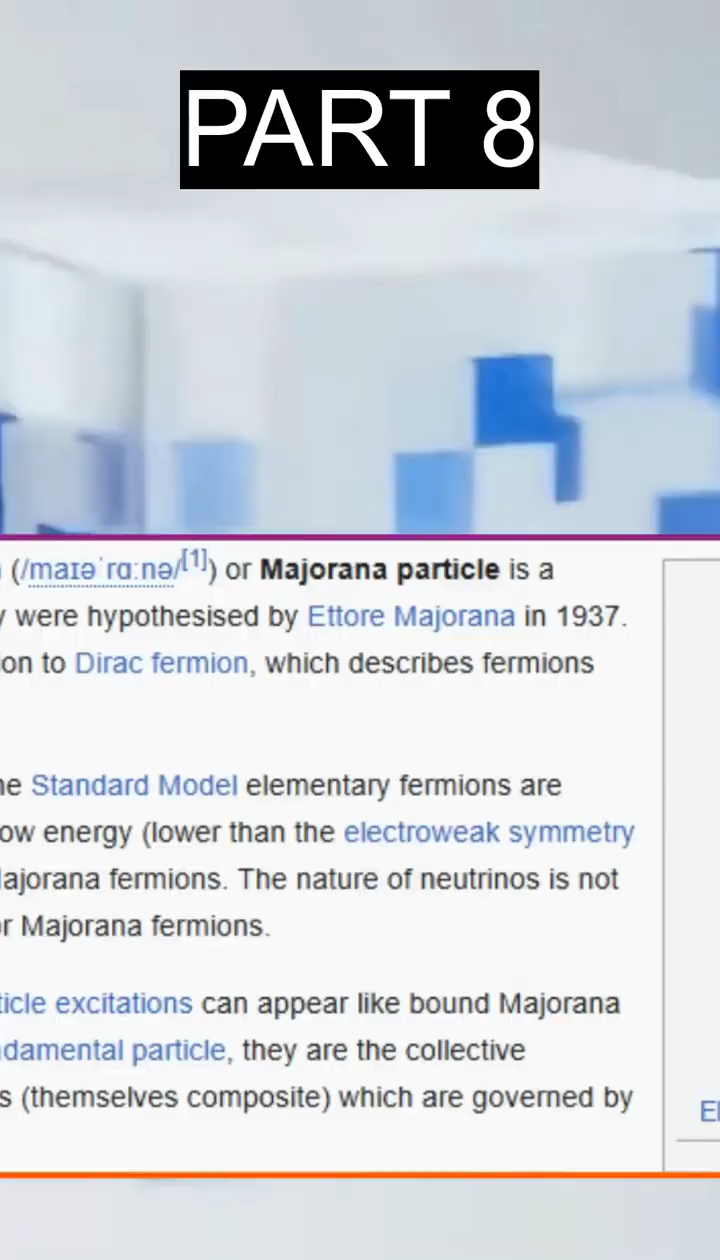 PART 8
(/maɪəˈrɑːnə/[1]) or Majorana particle is a
were hypothesised by Ettore Majorana in 1937.
ion to Dirac fermion, which describes fermions
he Standard Model elementary fermions are
ow energy (lower than the electroweak symmetry
ajorana fermions. The nature of neutrinos is not
r Majorana fermions.
ticle excitations can appear like bound Majorana
ndamental particle, they are the collective
s (themselves composite) which are governed by
El